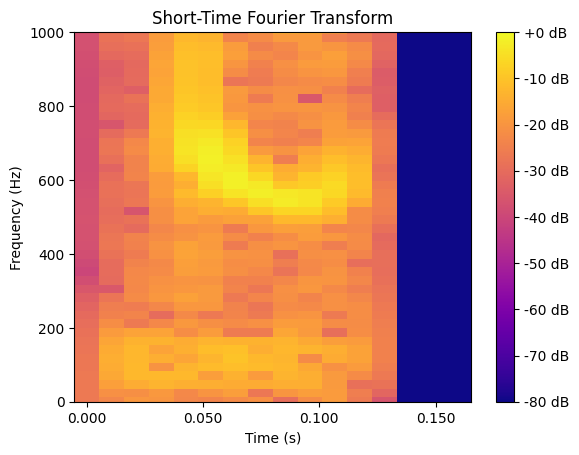 Short-Time Fourier Transform
Frequency (Hz)
1000
800
600
400
200
0
0.000
0.050
0.100
0.150
Time (s)
+0 dB
-10 dB
-20 dB
-30 dB
-40 dB
-50 dB
-60 dB
-70 dB
-80 dB